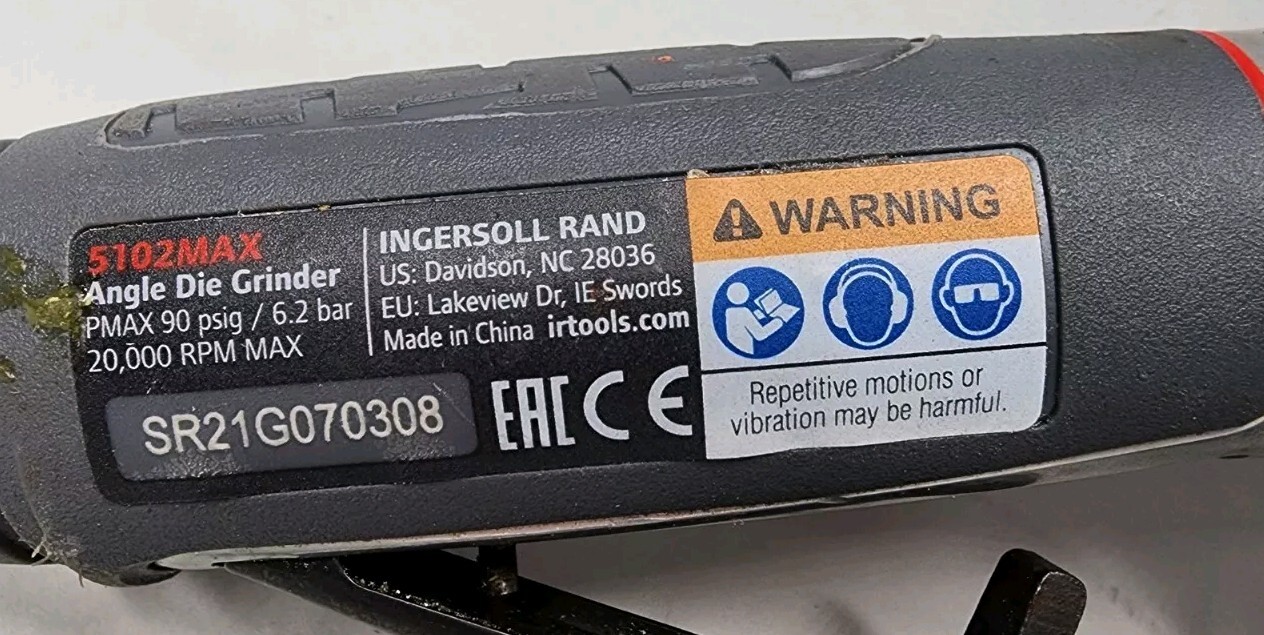 5102MAX
Angle Die Grinder
PMAX 90 psig / 6.2 bar
20,000 RPM MAX
SR21G070308
INGERSOLL RAND
US: Davidson, NC 28036
EU: Lakeview Dr, IE Swords
Made in China irtools.com
EAC CE
WARNING
Repetitive motions or
vibration may be harmful.